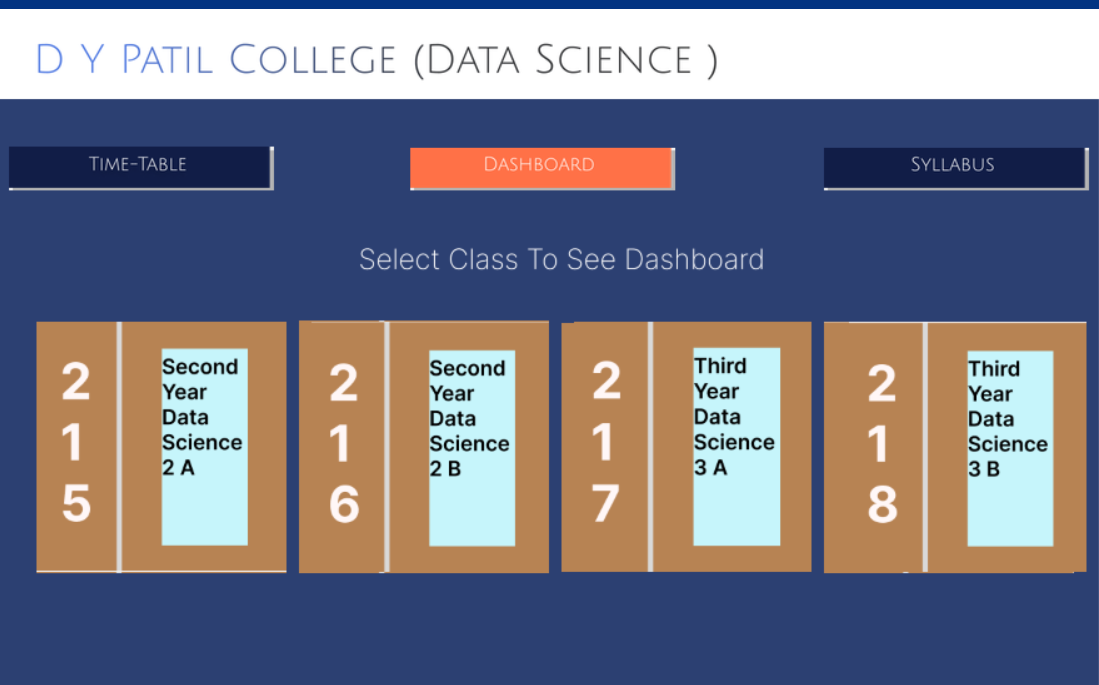 D Y Patil College (Data Science )
Time-Table
Dashboard
Syllabus
Select Class To See Dashboard
2
1
5
Second
Year
Data
Science
2 A
2
1
6
Second
Year
Data
Science
2 B
2
1
7
Third
Year
Data
Science
3 A
2
1
8
Third
Year
Data
Science
3 B